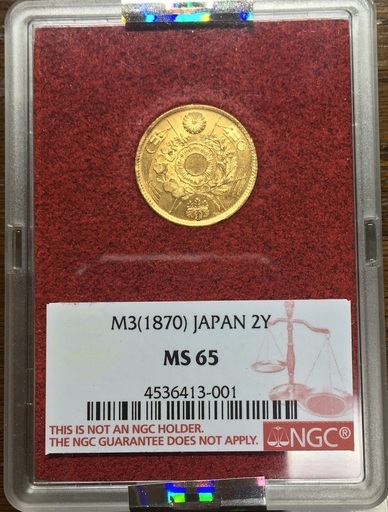 M3(1870) JAPAN 2Y
MS 65
4536413-001
THIS IS NOT AN NGC HOLDER.
THE NGC GUARANTEE DOES NOT APPLY.
NGC®